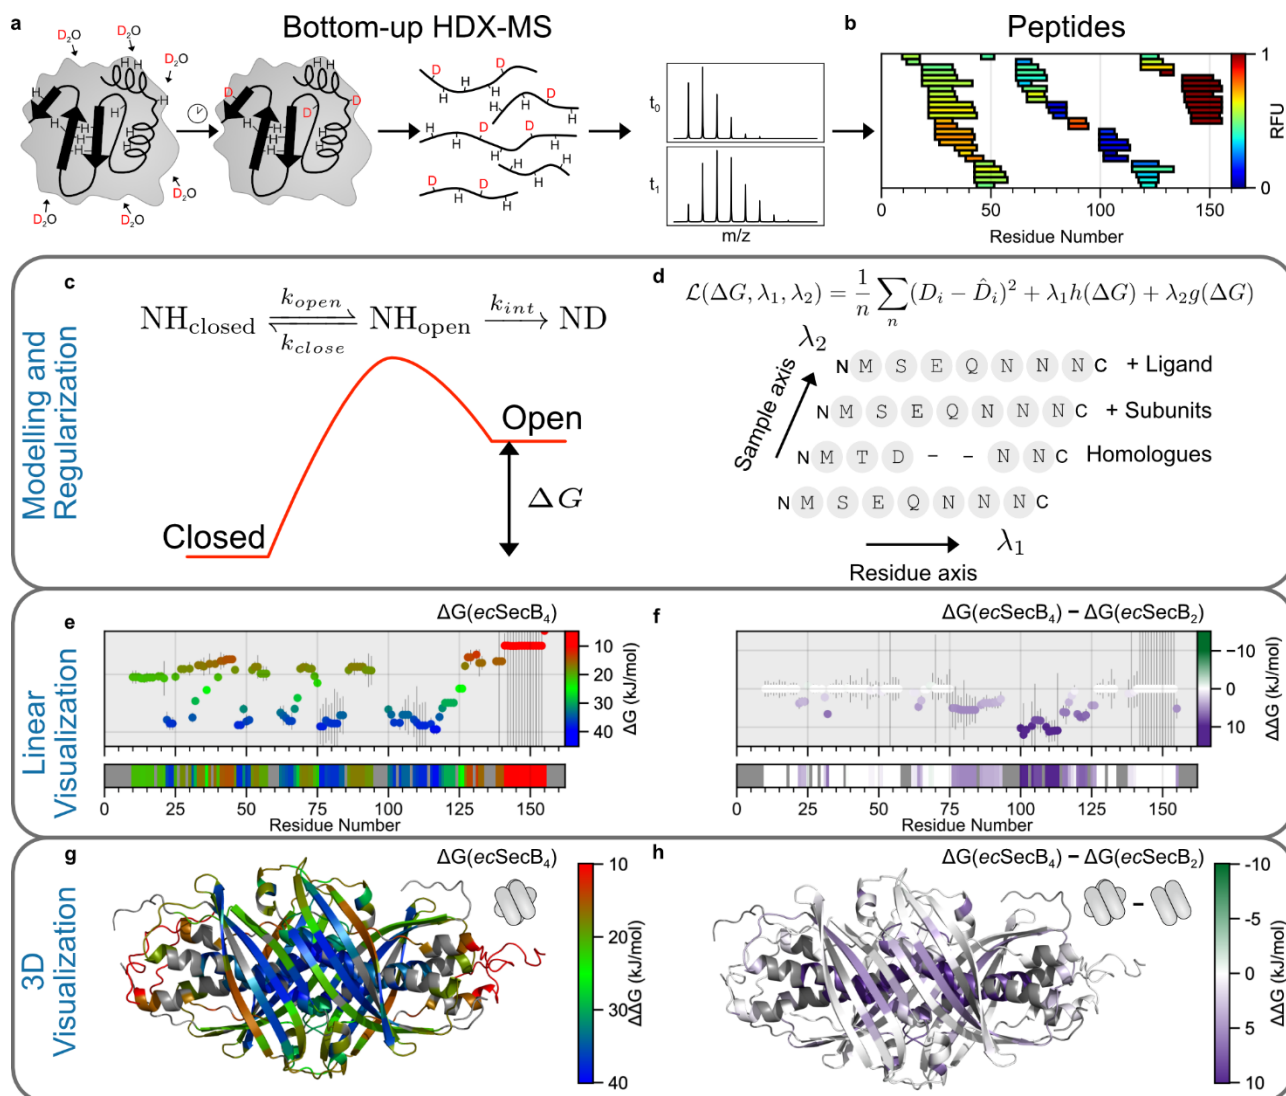 a
Bottom-up HDX-MS
D2O
D2O
D2O
D2O
D2O
D2O
D2O
H H
H
H
H
H
H
H
H
H H
D
D
D
H
H
H
H
H
D
D
H
H
D
H
H
D
D
H
H
H
D
D
H
t0
t1
m/z
b
Peptides
1
RFU
0
0 50 100 150
Residue Number
Modelling and
Regularization
c
NHclosed kopen kclose NHopen kint ND
Open
ΔG
Closed
d
ℒ(ΔG, λ1, λ2) = 1/n ∑n (Di − D̂i)² + λ1h(ΔG) + λ2g(ΔG)
λ2
Sample axis
N M S E Q N N N C + Ligand
N M S E Q N N N C + Subunits
N M T D - - N N C Homologues
N M S E Q N N N C
λ1
Residue axis
Linear
Visualization
e
ΔG(ecSecB4)
10
20
30
40
ΔG (kJ/mol)
0 25 50 75 100 125 150
Residue Number
f
ΔG(ecSecB4) − ΔG(ecSecB2)
-10
0
10
ΔΔG (kJ/mol)
0 25 50 75 100 125 150
Residue Number
3D
Visualization
g
ΔG(ecSecB4)
10
20
30
40
ΔΔG (kJ/mol)
h
ΔG(ecSecB4) − ΔG(ecSecB2)
-10
-5
0
5
10
ΔΔG (kJ/mol)